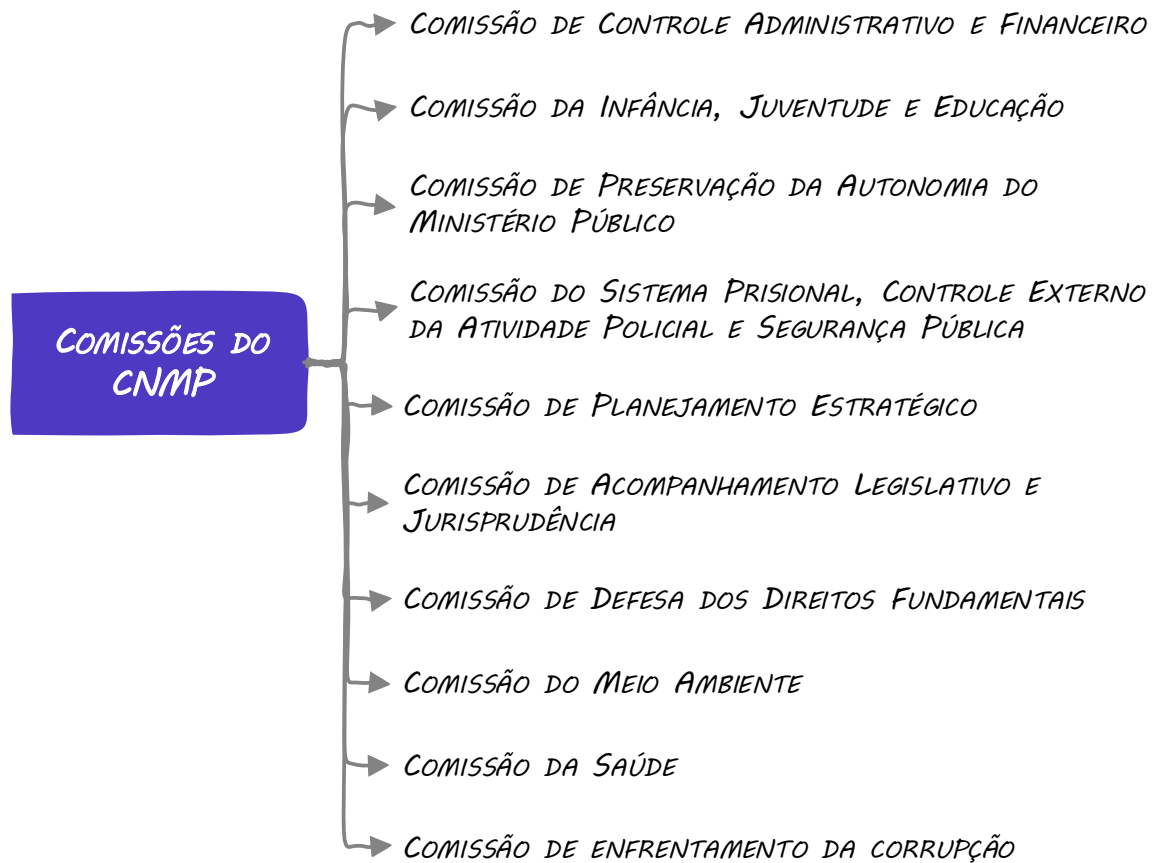 Comissão de Controle Administrativo e Financeiro
Comissão da Infância, Juventude e Educação
Comissão de Preservação da Autonomia do
Ministério Público
Comissão do Sistema Prisional, Controle Externo
da Atividade Policial e Segurança Pública
Comissões do
CNMP
Comissão de Planejamento Estratégico
Comissão de Acompanhamento Legislativo e
Jurisprudência
Comissão de Defesa dos Direitos Fundamentais
Comissão do Meio Ambiente
Comissão da Saúde
Comissão de enfrentamento da corrupção